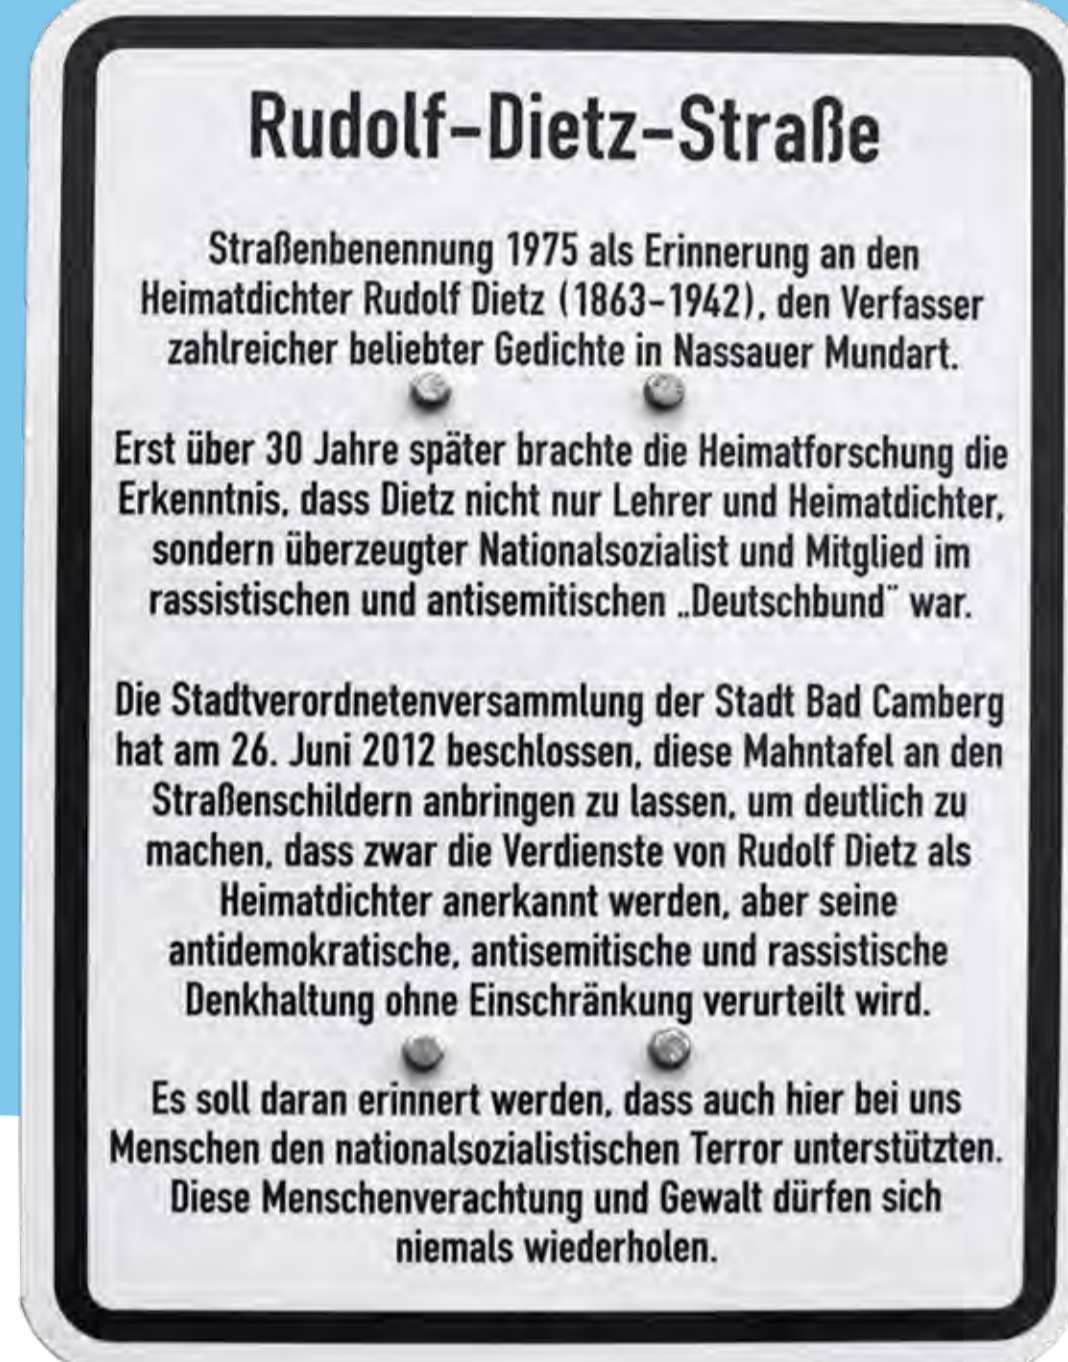 Rudolf-Dietz-Straße
Straßenbenennung 1975 als Erinnerung an den
Heimatdichter Rudolf Dietz (1863-1942), den Verfasser
zahlreicher beliebter Gedichte in Nassauer Mundart.
Erst über 30 Jahre später brachte die Heimatforschung die
Erkenntnis, dass Dietz nicht nur Lehrer und Heimatdichter,
sondern überzeugter Nationalsozialist und Mitglied im
rassistischen und antisemitischen „Deutschbund" war.
Die Stadtverordnetenversammlung der Stadt Bad Camberg
hat am 26. Juni 2012 beschlossen, diese Mahntafel an den
Straßenschildern anbringen zu lassen, um deutlich zu
machen, dass zwar die Verdienste von Rudolf Dietz als
Heimatdichter anerkannt werden, aber seine
antidemokratische, antisemitische und rassistische
Denkhaltung ohne Einschränkung verurteilt wird.
Es soll daran erinnert werden, dass auch hier bei uns
Menschen den nationalsozialistischen Terror unterstützten.
Diese Menschenverachtung und Gewalt dürfen sich
niemals wiederholen.